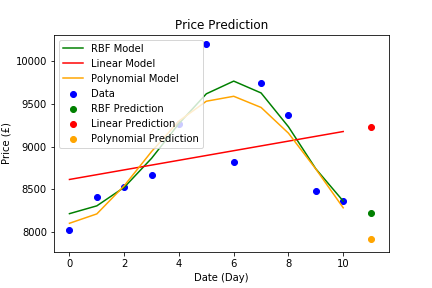 Price Prediction
Price (£)
10000
9500
9000
8500
8000
RBF Model
Linear Model
Polynomial Model
Data
RBF Prediction
Linear Prediction
Polynomial Prediction
0 2 4 6 8 10
Date (Day)